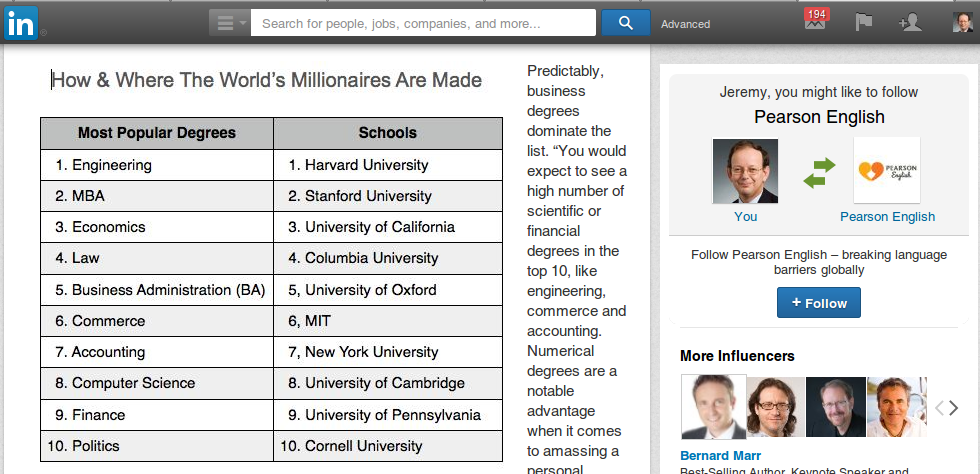 in
Search for people, jobs, companies, and more...
Advanced
194
How & Where The World's Millionaires Are Made
Most Popular Degrees Schools
1. Engineering 1. Harvard University
2. MBA 2. Stanford University
3. Economics 3. University of California
4. Law 4. Columbia University
5. Business Administration (BA) 5, University of Oxford
6. Commerce 6, MIT
7. Accounting 7, New York University
8. Computer Science 8. University of Cambridge
9. Finance 9. University of Pennsylvania
10. Politics 10. Cornell University
Predictably,
business
degrees
dominate the
list. “You would
expect to see a
high number of
scientific or
financial
degrees in the
top 10, like
engineering,
commerce and
accounting.
Numerical
degrees are a
notable
advantage
when it comes
to amassing a
personal
Jeremy, you might like to follow
Pearson English
PEARSON
English
You Pearson English
Follow Pearson English – breaking language
barriers globally
+ Follow
More Influencers
Bernard Marr
Best-Selling Author, Keynote Speaker and